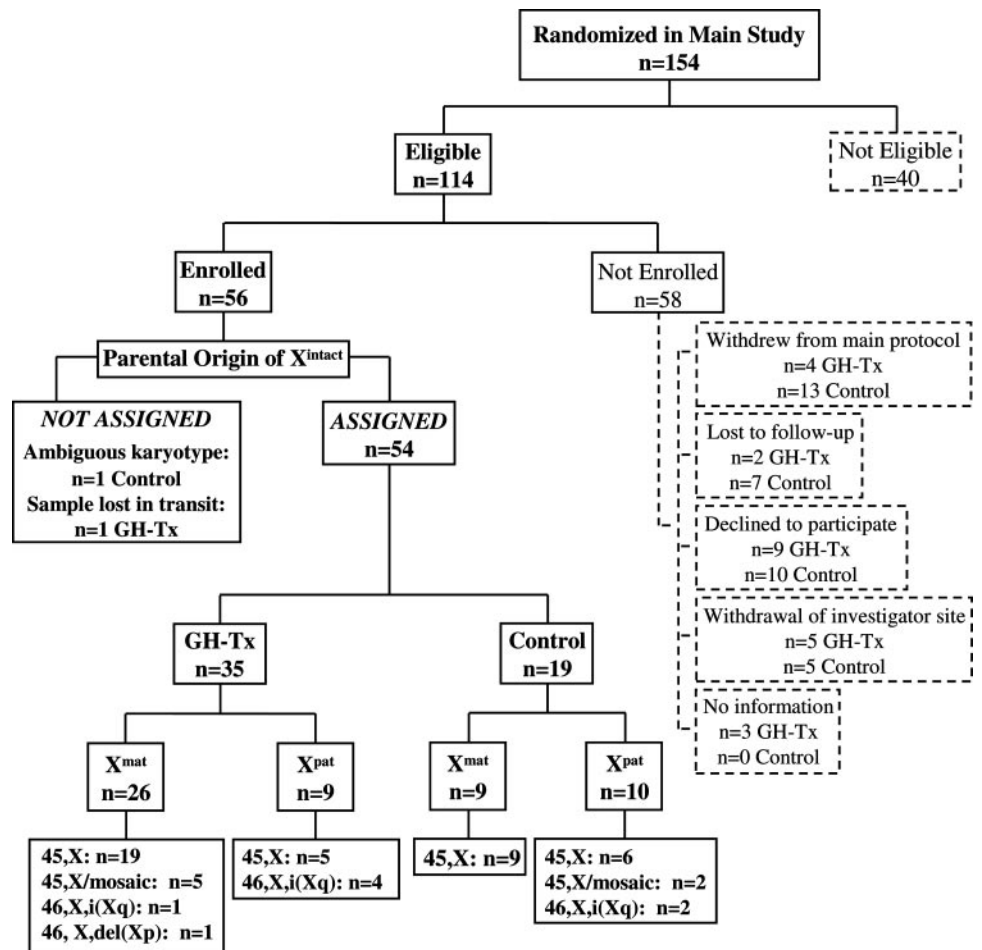 Randomized in Main Study
n=154
Eligible
n=114
Not Eligible
n=40
Enrolled
n=56
Not Enrolled
n=58
Parental Origin of X^intact
NOT ASSIGNED
Ambiguous karyotype:
n=1 Control
Sample lost in transit:
n=1 GH-Tx
ASSIGNED
n=54
Withdrew from main protocol
n=4 GH-Tx
n=13 Control
Lost to follow-up
n=2 GH-Tx
n=7 Control
Declined to participate
n=9 GH-Tx
n=10 Control
Withdrawal of investigator site
n=5 GH-Tx
n=5 Control
No information
n=3 GH-Tx
n=0 Control
GH-Tx
n=35
Control
n=19
X^mat
n=26
X^pat
n=9
X^mat
n=9
X^pat
n=10
45,X: n=19
45,X/mosaic: n=5
46,X,i(Xq): n=1
46, X,del(Xp): n=1
45,X: n=5
46,X,i(Xq): n=4
45,X: n=9
45,X: n=6
45,X/mosaic: n=2
46,X,i(Xq): n=2